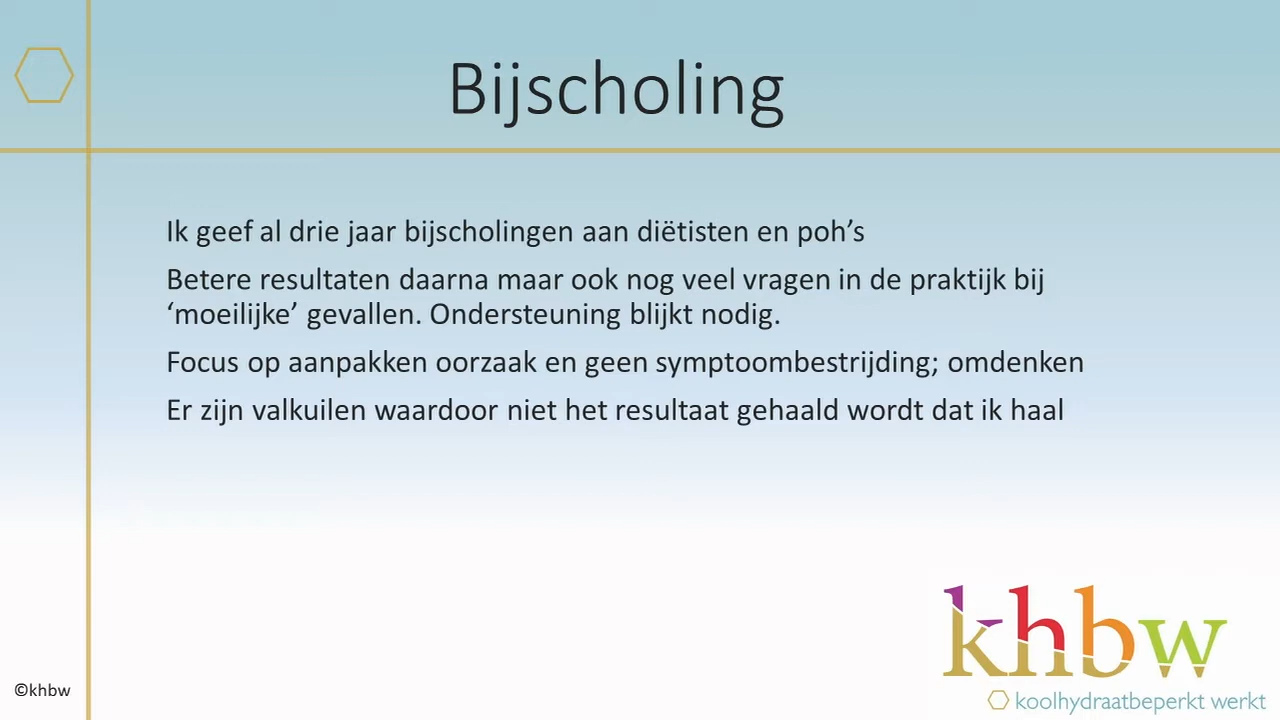 Bijscholing
Ik geef al drie jaar bijscholingen aan diëtisten en poh’s
Betere resultaten daarna maar ook nog veel vragen in de praktijk bij
‘moeilijke’ gevallen. Ondersteuning blijkt nodig.
Focus op aanpakken oorzaak en geen symptoombestrijding; omdenken
Er zijn valkuilen waardoor niet het resultaat gehaald wordt dat ik haal
khbw
koolhydraatbeperkt werkt
©khbw